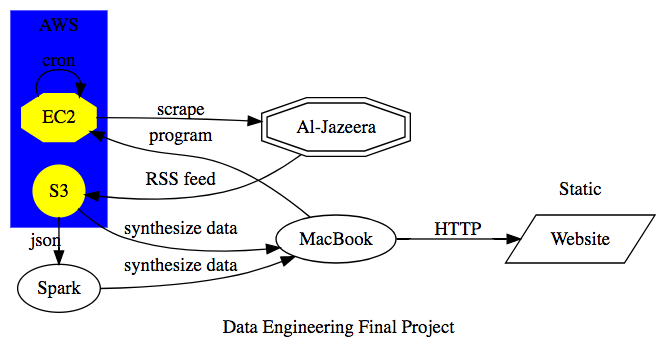 AWS
cron
EC2
scrape
Al-Jazeera
program
RSS feed
S3
Static
synthesize data
HTTP
MacBook
Website
json
synthesize data
Spark
Data Engineering Final Project